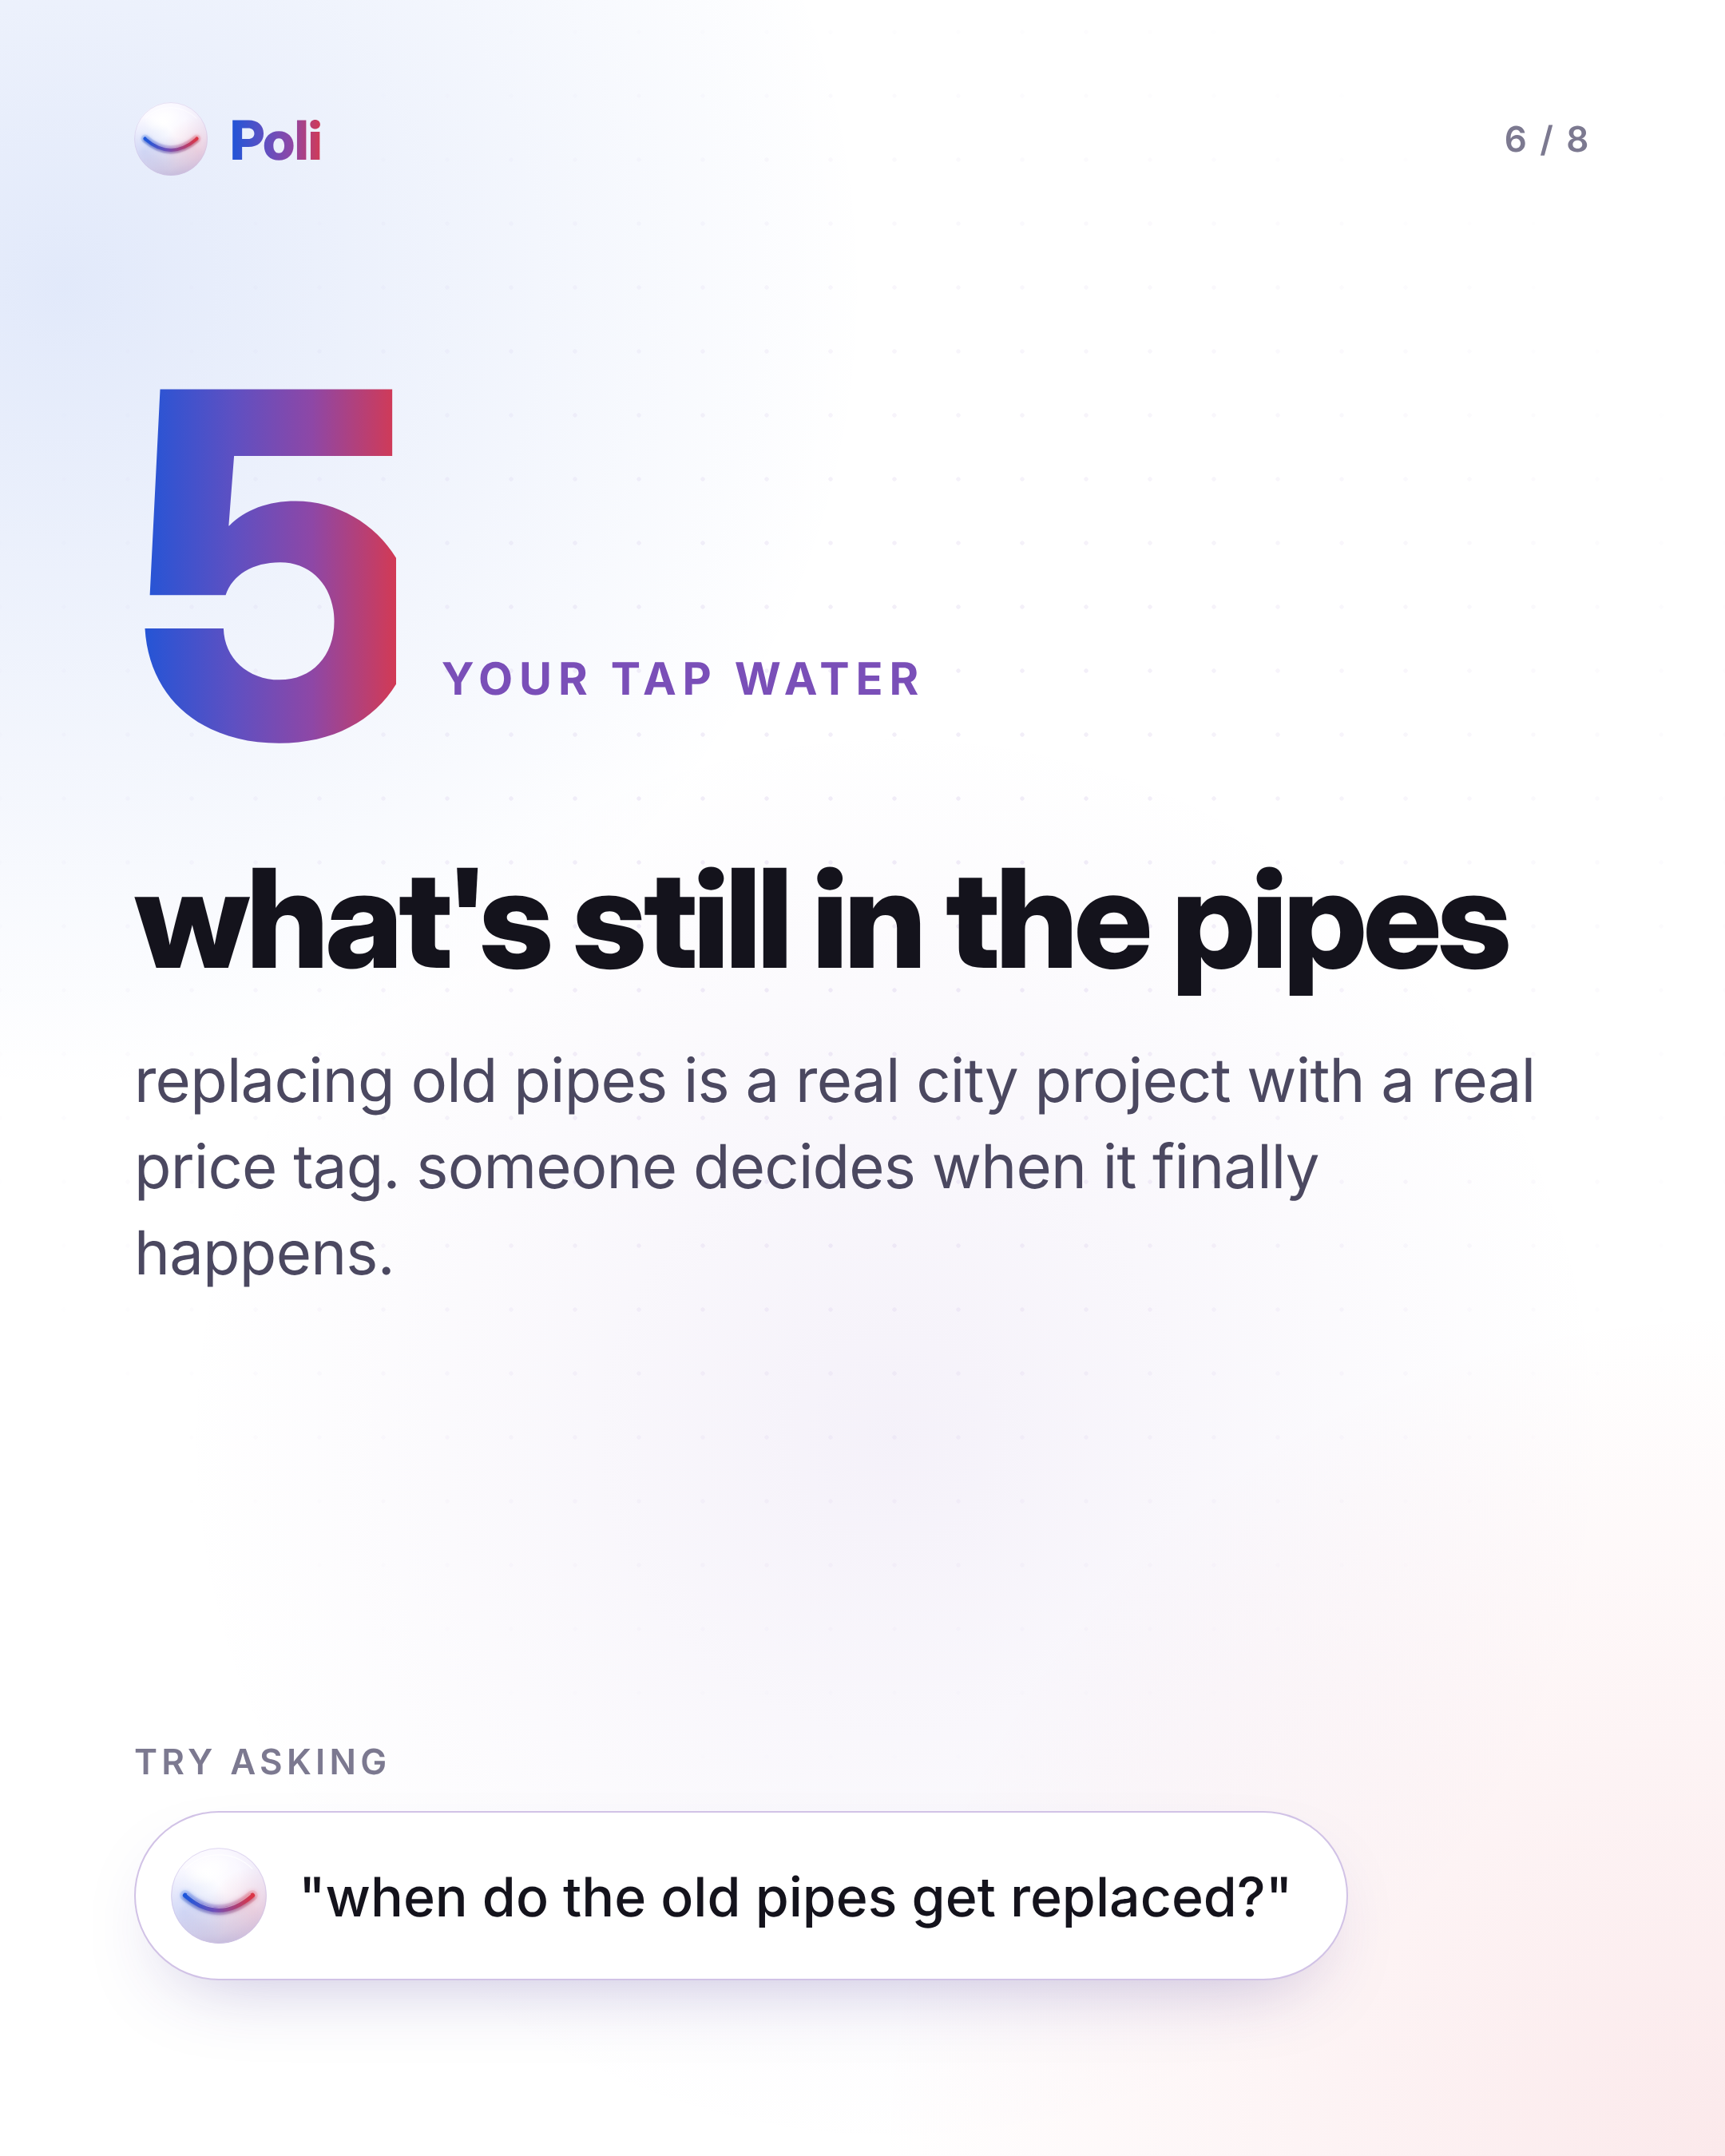 Poli
6 / 8
5
YOUR TAP WATER
what's still in the pipes
replacing old pipes is a real city project with a real
price tag. someone decides when it finally
happens.
TRY ASKING
"when do the old pipes get replaced?"